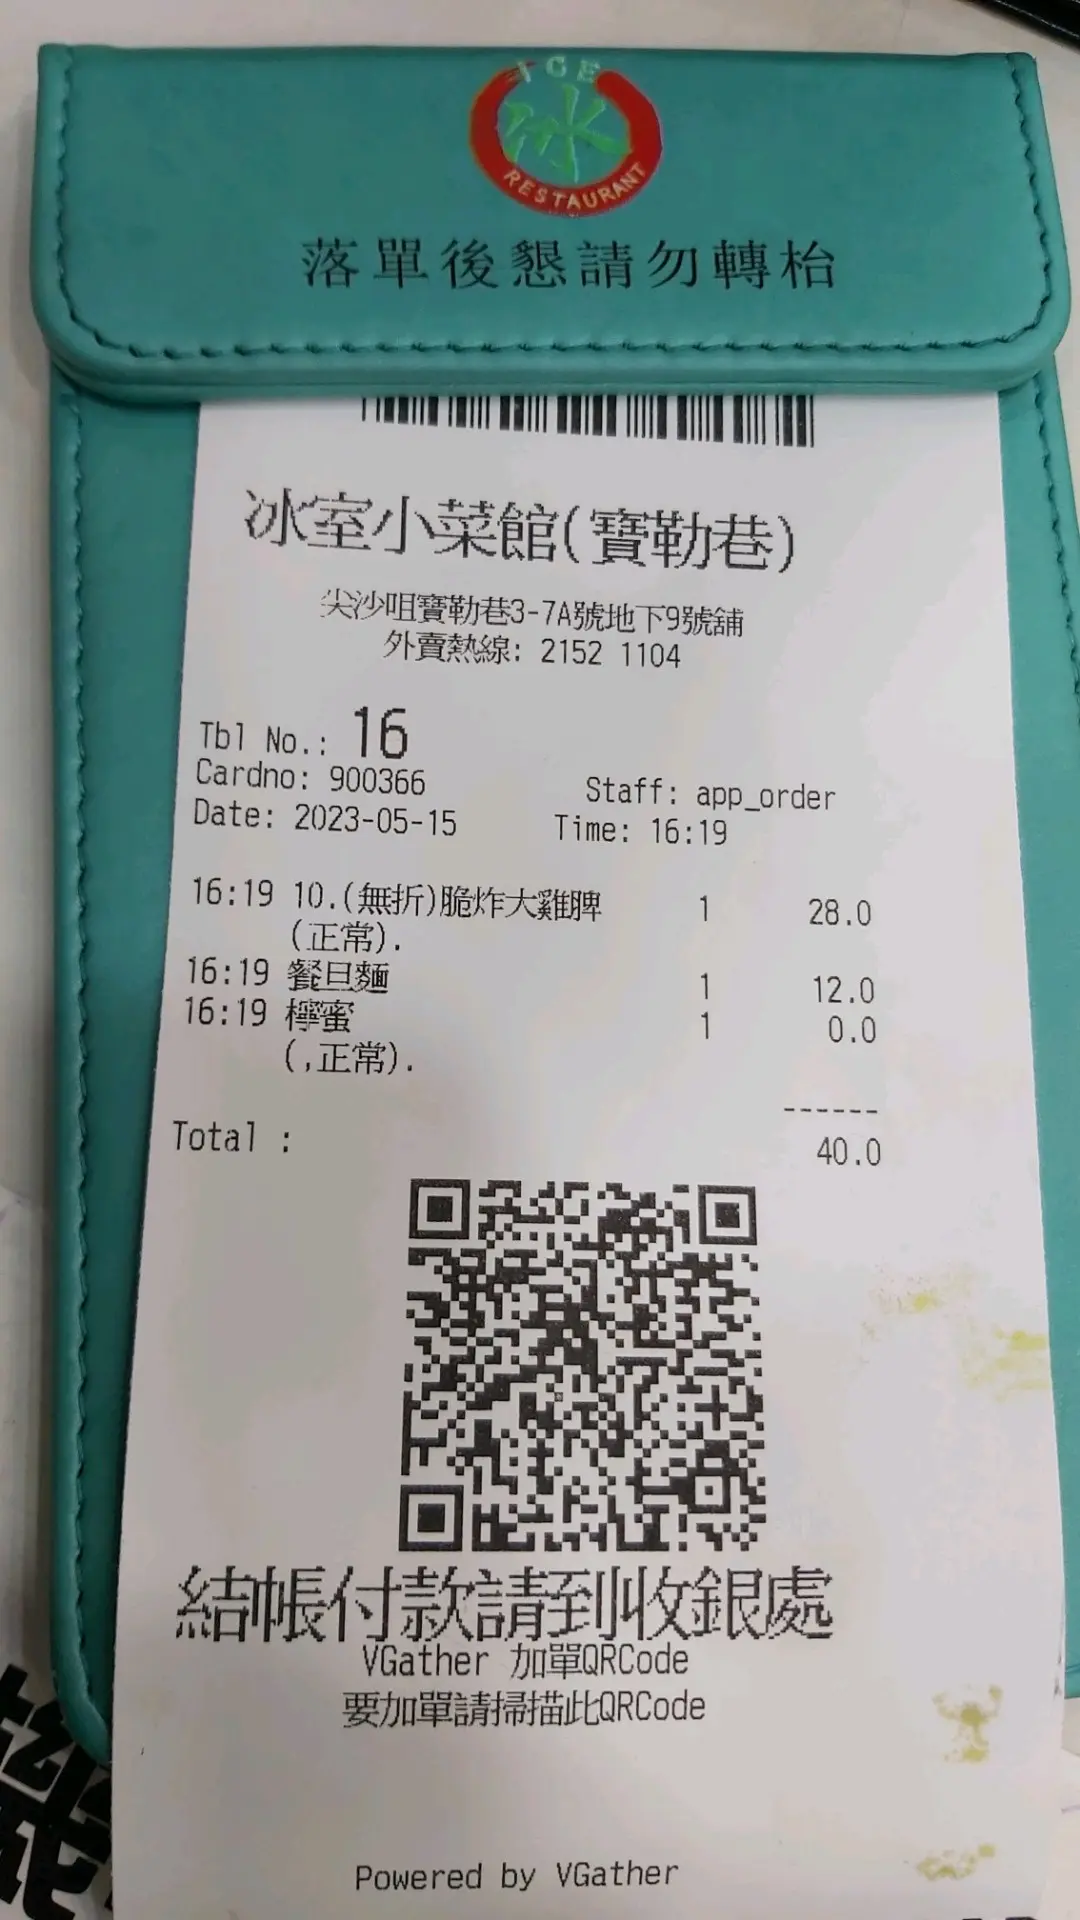 ICE
冰
RESTAURANT
落單後懇請勿轉枱
冰室小菜館(寶勒巷)
尖沙咀寶勒巷3-7A號地下9號舖
外賣熱線: 2152 1104
Tbl No.: 16
Cardno: 900366 Staff: app_order
Date: 2023-05-15 Time: 16:19
16:19 10.(無折)脆炸大雞脾 1 28.0
(正常).
16:19 餐旦麵 1 12.0
16:19 檸蜜 1 0.0
(,正常).
------
Total : 40.0
結帳付款請到收銀處
VGather 加單QRCode
要加單請掃描此QRCode
Powered by VGather